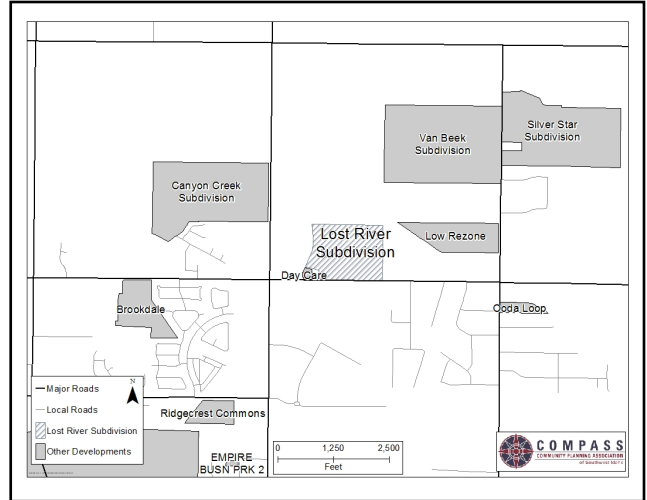 Silver Star
Subdivision
Van Beek
Subdivision
Canyon Creek
Subdivision
Lost River
Subdivision
Low Rezone
Day Care
Brookdale
Coda Loop
Ridgecrest Commons
EMPIRE
BUSN PRK 2
N
Major Roads
Local Roads
Lost River Subdivision
Other Developments
0 1,250 2,500
Feet
COMPASS
COMMUNITY PLANNING ASSOCIATION